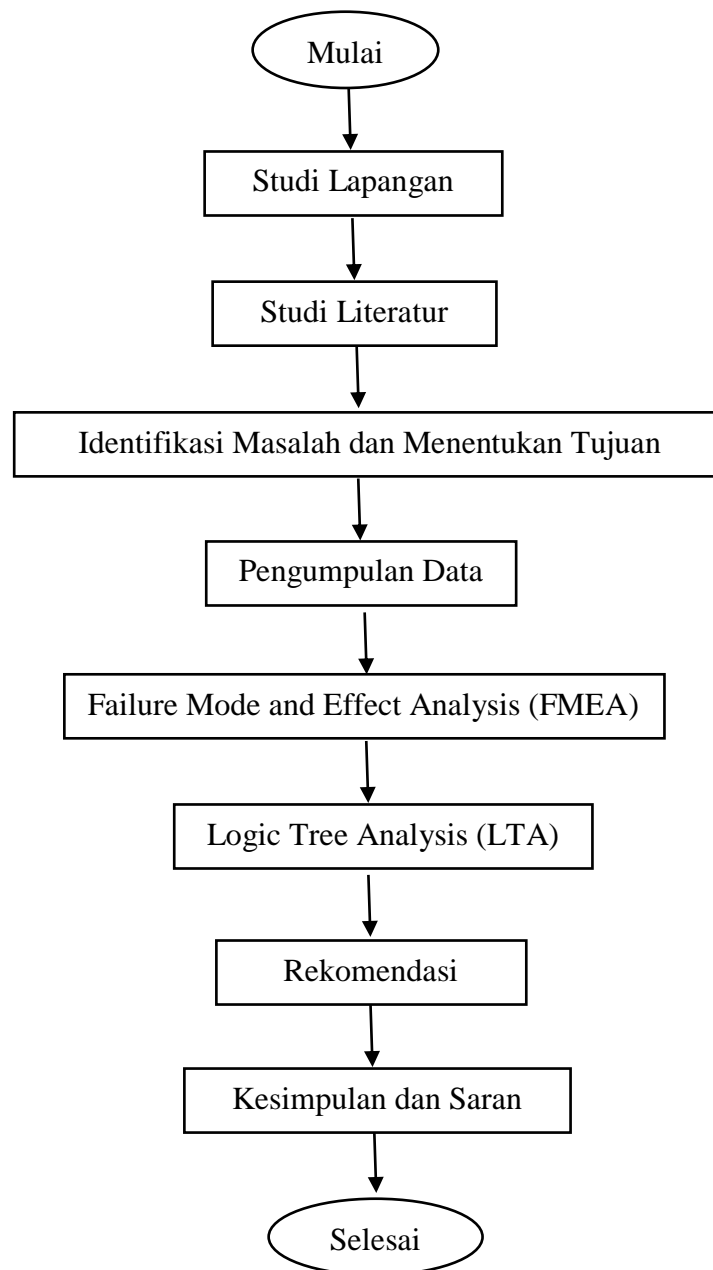 Mulai
Studi Lapangan
Studi Literatur
Identifikasi Masalah dan Menentukan Tujuan
Pengumpulan Data
Failure Mode and Effect Analysis (FMEA)
Logic Tree Analysis (LTA)
Rekomendasi
Kesimpulan dan Saran
Selesai